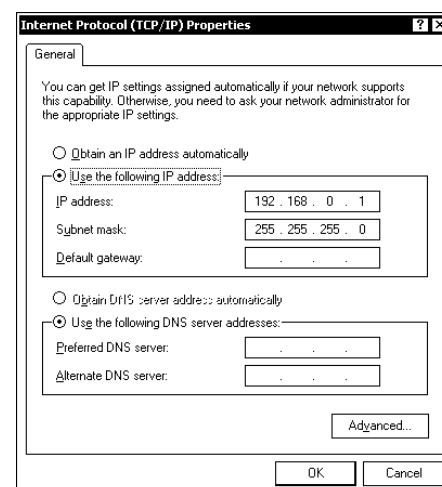 Internet Protocol (TCP/IP) Properties
General
You can get IP settings assigned automatically if your network supports
this capability. Otherwise, you need to ask your network administrator for
the appropriate IP settings.
Obtain an IP address automatically
Use the following IP address:
IP address: 192 . 168 . 0 . 1
Subnet mask: 255 . 255 . 255 . 0
Default gateway: . . .
Obtain DNS server address automatically
Use the following DNS server addresses:
Preferred DNS server: . . .
Alternate DNS server: . . .
Advanced...
OK Cancel